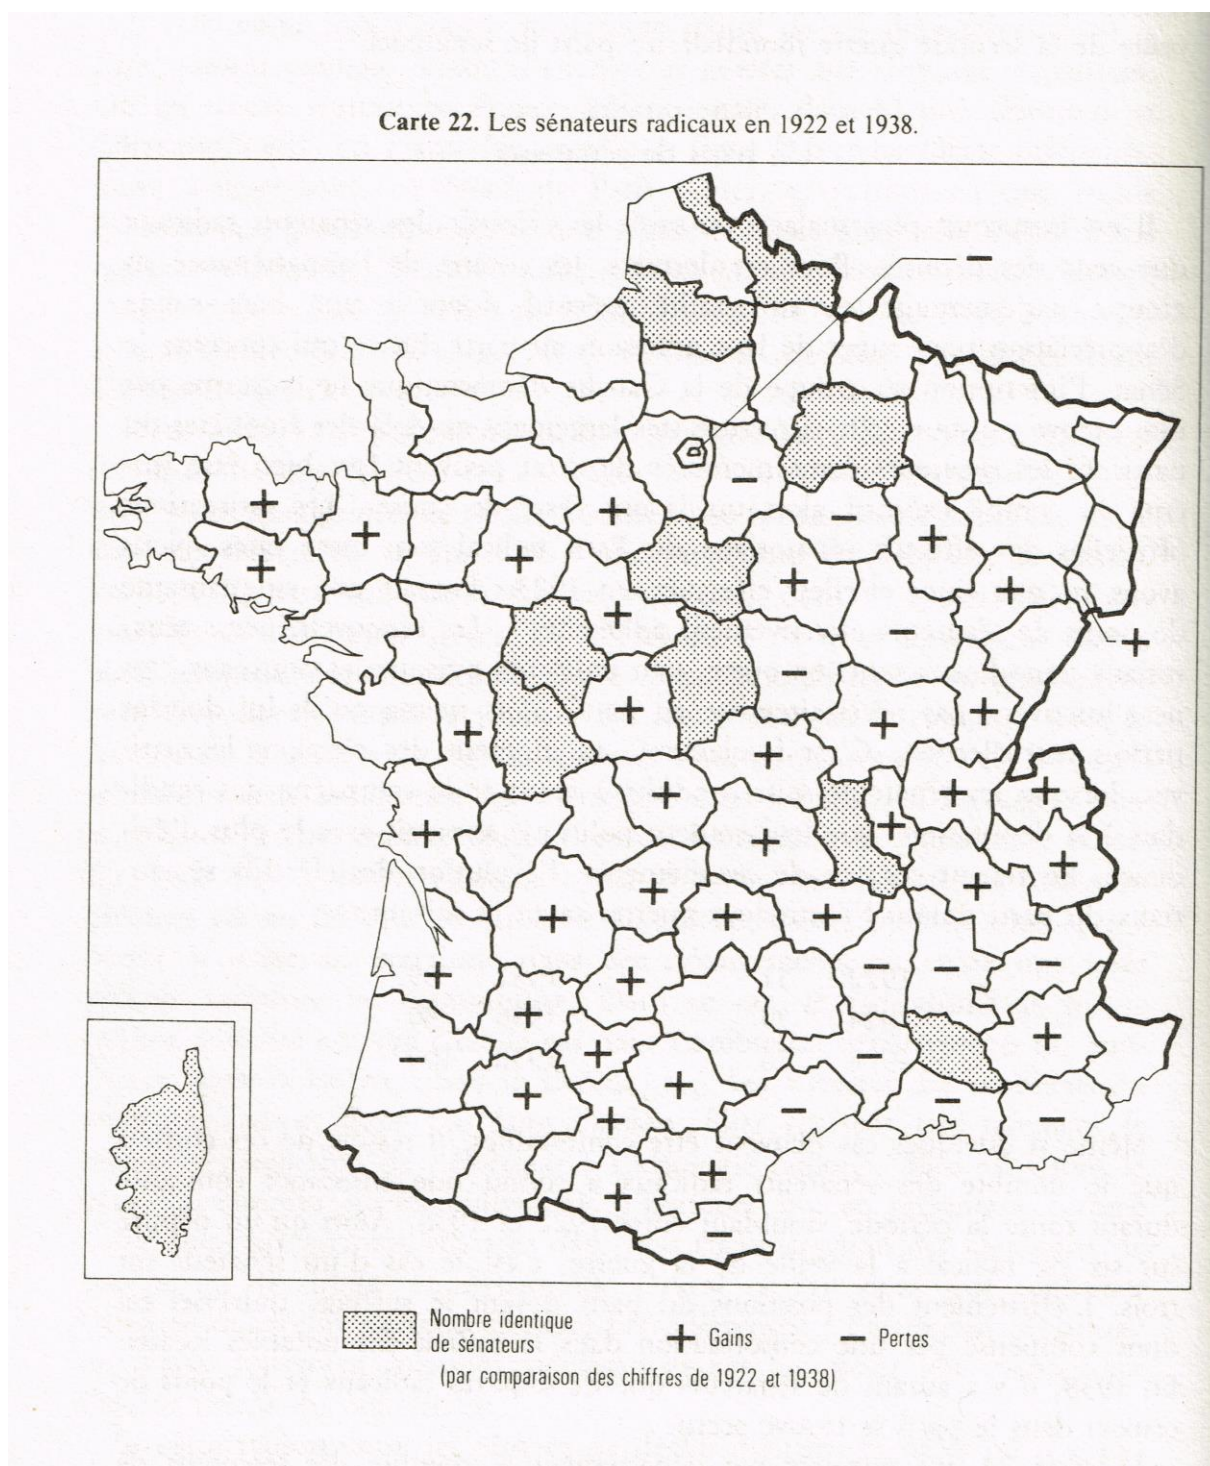 Carte 22. Les sénateurs radicaux en 1922 et 1938.
Nombre identique
de sénateurs
+ Gains
− Pertes
(par comparaison des chiffres de 1922 et 1938)